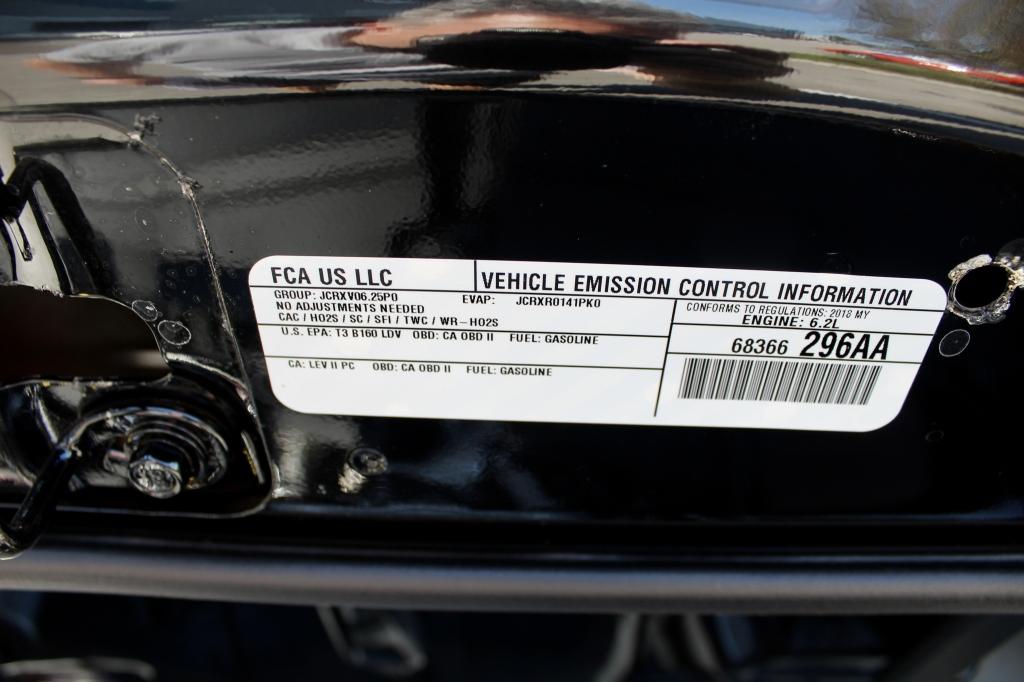 FCA US LLC
VEHICLE EMISSION CONTROL INFORMATION
GROUP: JCRXV06.25P0 EVAP: JCRXR0141PK0
NO ADJUSTMENTS NEEDED
CAC / HO2S / SC / SFI / TWC / WR-HO2S
U.S. EPA: T3 B160 LDV OBD: CA OBD II FUEL: GASOLINE
CA: LEV II PC OBD: CA OBD II FUEL: GASOLINE
CONFORMS TO REGULATIONS: 2018 MY
ENGINE: 6.2L
68366 296AA